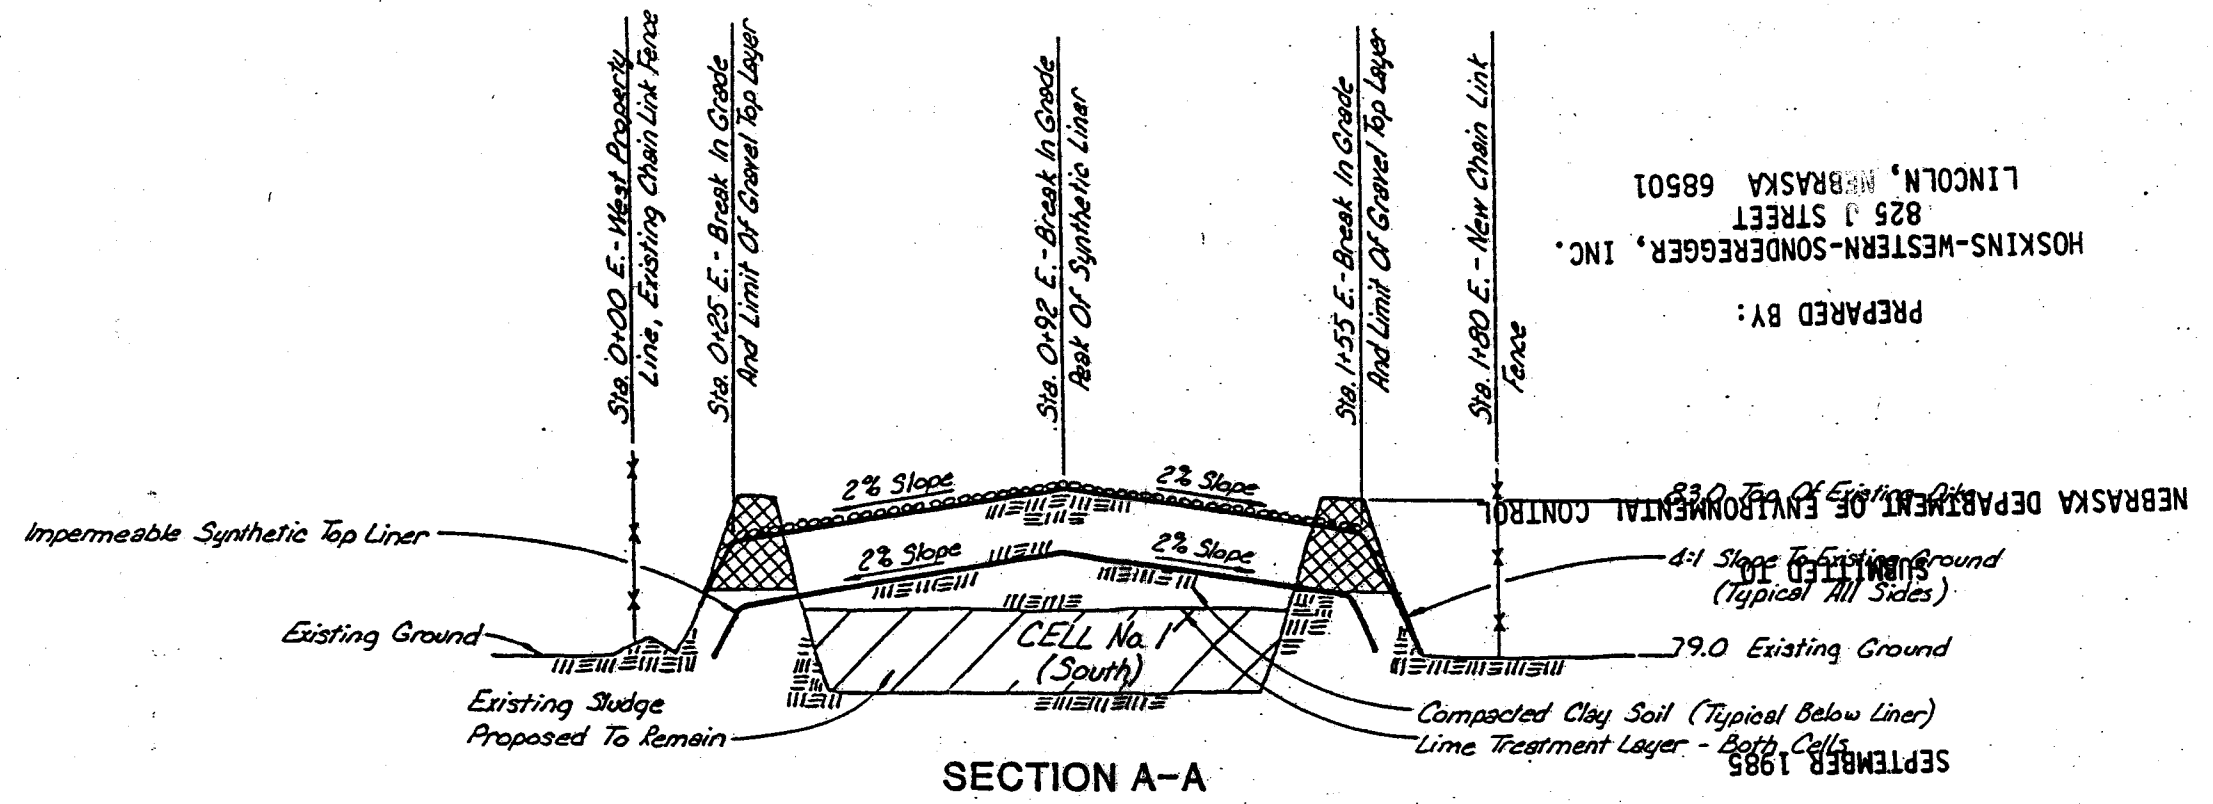 Sta. 0+00 E.-West Property
Line, Existing Chain Link Fence
Sta. 0+25 E.- Break In Grade
And Limit Of Gravel Top Layer
Sta. 0+92 E.-Break In Grade
Peak Of Synthetic Liner
Sta. 1+55 E.-Break In Grade
And Limit Of Gravel Top Layer
Sta. 1+80 E.- New Chain Link
Fence
LINCOLN, NEBRASKA 68501
825 J STREET
HOSKINS-WESTERN-SONDEREGGER, INC.
PREPARED BY:
2% Slope
2% Slope
83.0 Top Of Existing Dike
NEBRASKA DEPARTMENT OF ENVIRONMENTAL CONTROL
Impermeable Synthetic Top Liner
2% Slope
2% Slope
4:1 Slope To Existing Ground
SUBMITTED TO
(Typical All Sides)
Existing Ground
CELL No. 1
(South)
79.0 Existing Ground
Existing Sludge
Proposed To Remain
Compacted Clay Soil (Typical Below Liner)
Lime Treatment Layer - Both Cells
SEPTEMBER 1985
SECTION A-A